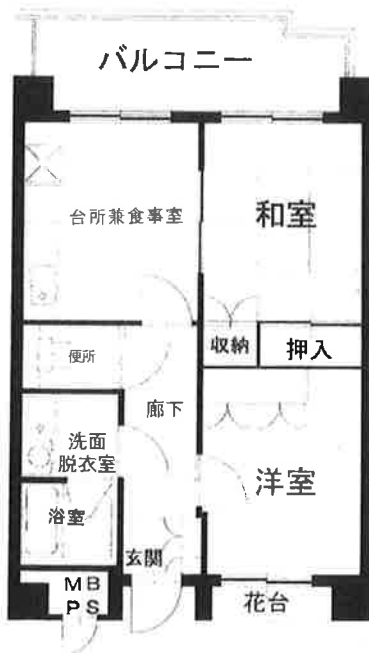 バルコニー
台所兼食事室
和室
収納
押入
便所
廊下
洗面
脱衣室
洋室
浴室
玄関
MB
PS
花台